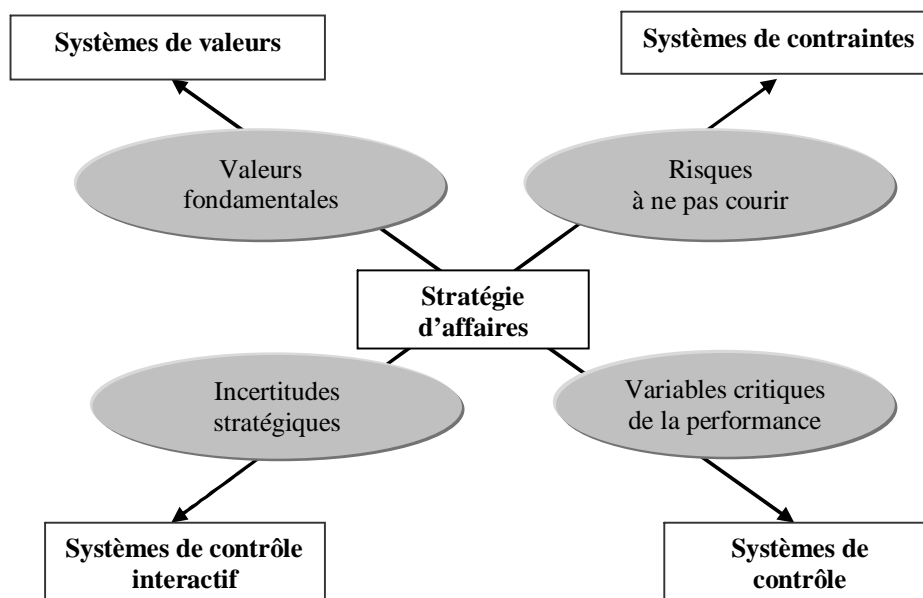 Systèmes de valeurs
Systèmes de contraintes
Valeurs
fondamentales
Risques
à ne pas courir
Stratégie
d’affaires
Incertitudes
stratégiques
Variables critiques
de la performance
Systèmes de contrôle
interactif
Systèmes de
contrôle